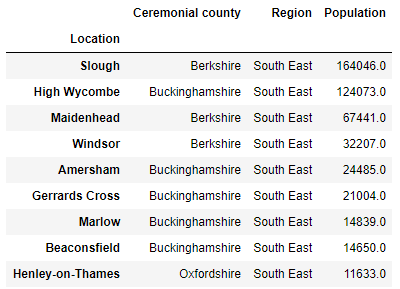 Ceremonial county Region Population
Location
Slough Berkshire South East 164046.0
High Wycombe Buckinghamshire South East 124073.0
Maidenhead Berkshire South East 67441.0
Windsor Berkshire South East 32207.0
Amersham Buckinghamshire South East 24485.0
Gerrards Cross Buckinghamshire South East 21004.0
Marlow Buckinghamshire South East 14839.0
Beaconsfield Buckinghamshire South East 14650.0
Henley-on-Thames Oxfordshire South East 11633.0